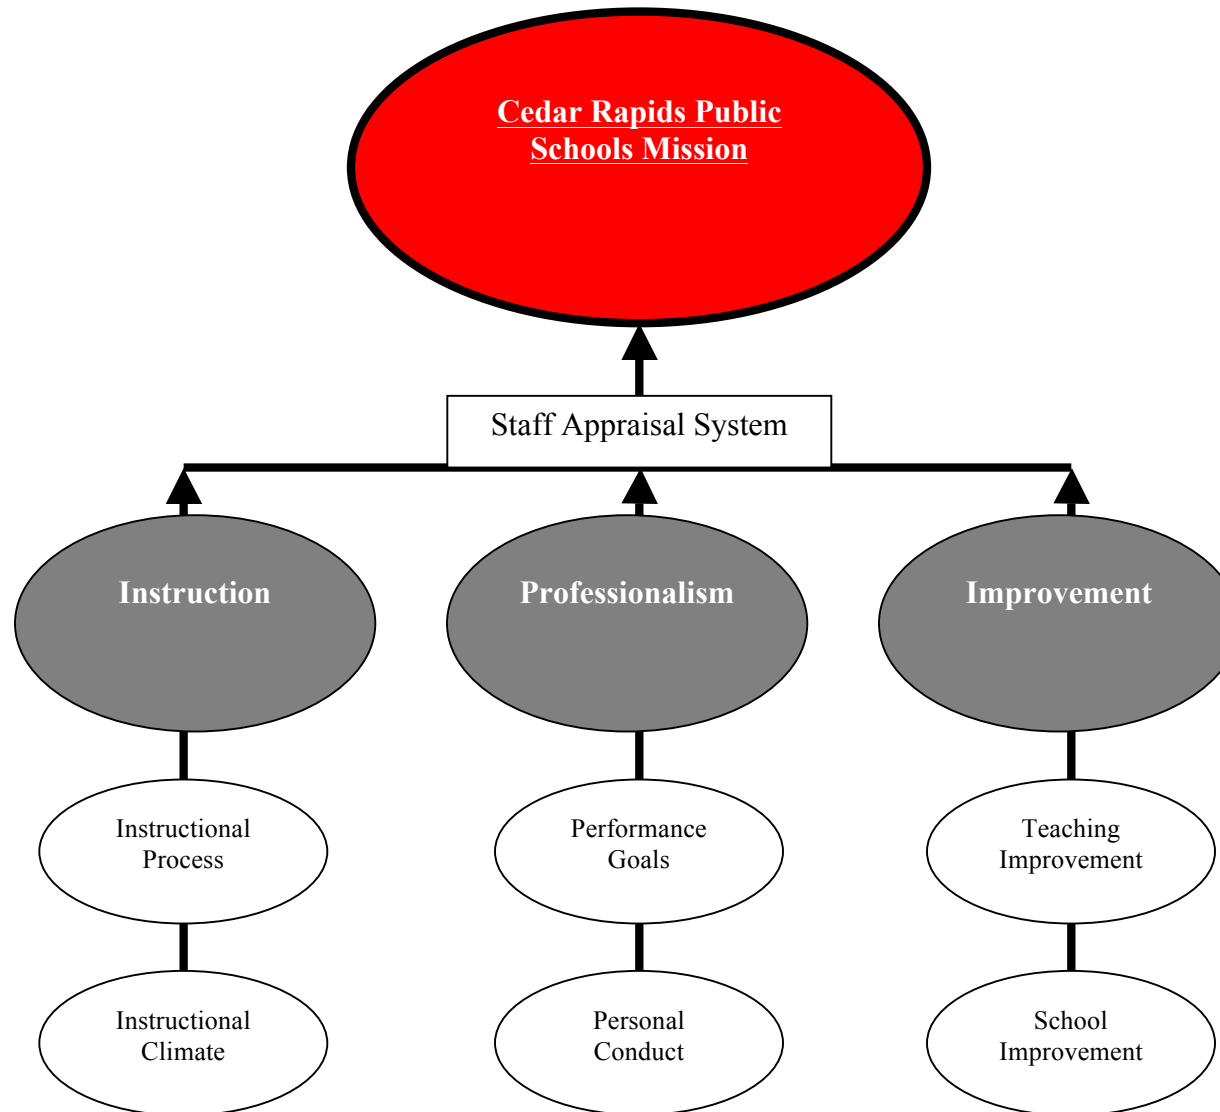 Cedar Rapids Public
Schools Mission
Staff Appraisal System
Instruction
Professionalism
Improvement
Instructional
Process
Performance
Goals
Teaching
Improvement
Instructional
Climate
Personal
Conduct
School
Improvement